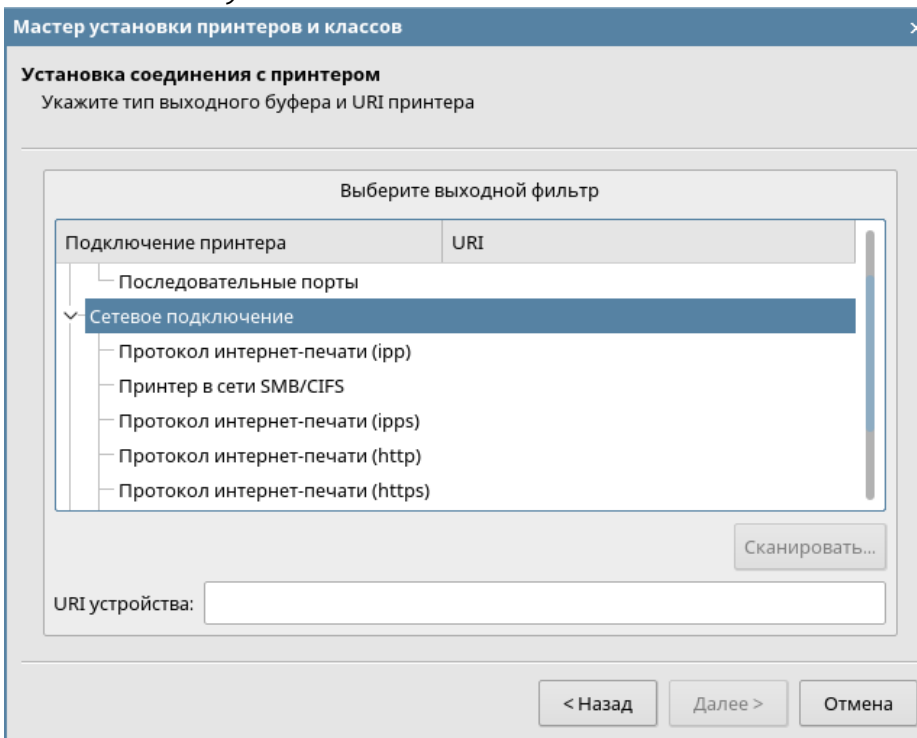 Мастер установки принтеров и классов
Установка соединения с принтером
Укажите тип выходного буфера и URI принтера
Выберите выходной фильтр
Подключение принтера URI
Последовательные порты
Сетевое подключение
Протокол интернет-печати (ipp)
Принтер в сети SMB/CIFS
Протокол интернет-печати (ipps)
Протокол интернет-печати (http)
Протокол интернет-печати (https)
Сканировать...
URI устройства:
< Назад Далее > Отмена